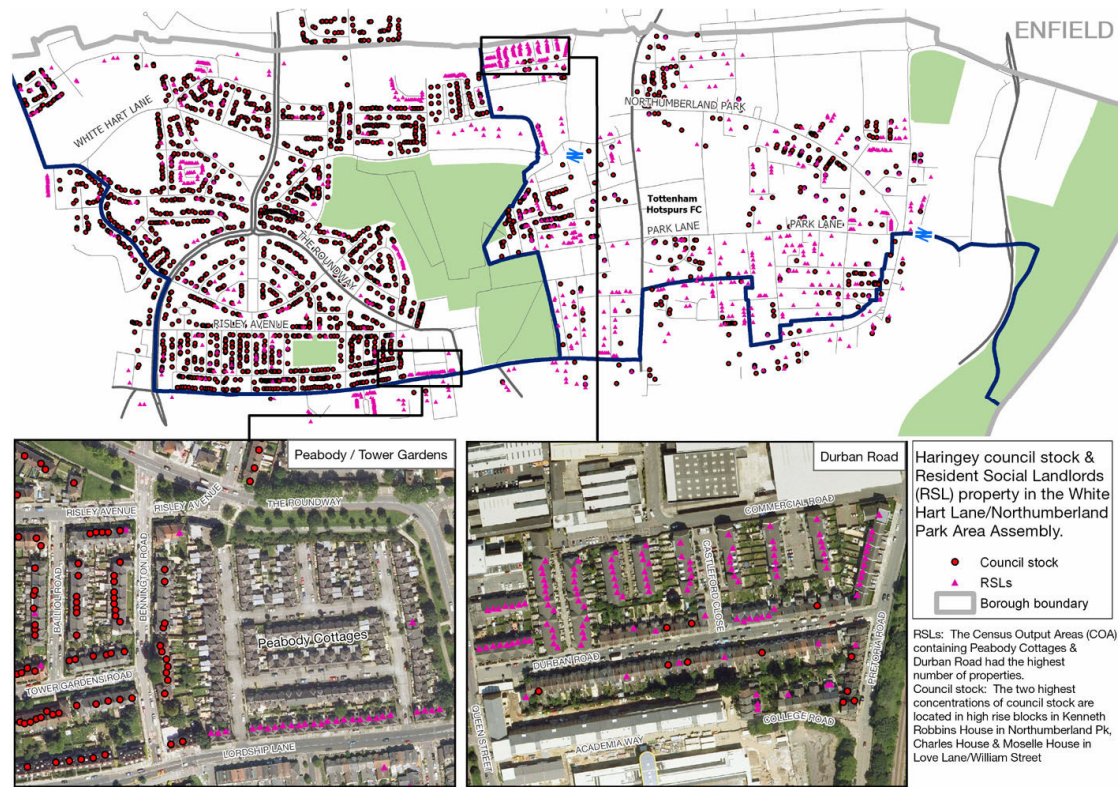 ENFIELD
WHITE HART LANE
NORTHUMBERLAND PARK
Tottenham
Hotspurs FC
PARK LANE
PARK LANE
THE ROUNDWAY
RISLEY AVENUE
Peabody / Tower Gardens
RISLEY AVENUE
RISLEY AVENUE
THE ROUNDWAY
BALLIOL ROAD
BENNINGTON ROAD
Peabody Cottages
TOWER GARDENS ROAD
LORDSHIP LANE
Durban Road
COMMERCIAL ROAD
CASTLEFORD CLOSE
DURBAN ROAD
PRETORIA ROAD
QUEEN STREET
COLLEGE ROAD
ACADEMIA WAY
Haringey council stock &
Resident Social Landlords
(RSL) property in the White
Hart Lane/Northumberland
Park Area Assembly.
Council stock
RSLs
Borough boundary
RSLs: The Census Output Areas (COA)
containing Peabody Cottages &
Durban Road had the highest
number of properties.
Council stock: The two highest
concentrations of council stock are
located in high rise blocks in Kenneth
Robbins House in Northumberland Pk,
Charles House & Moselle House in
Love Lane/William Street